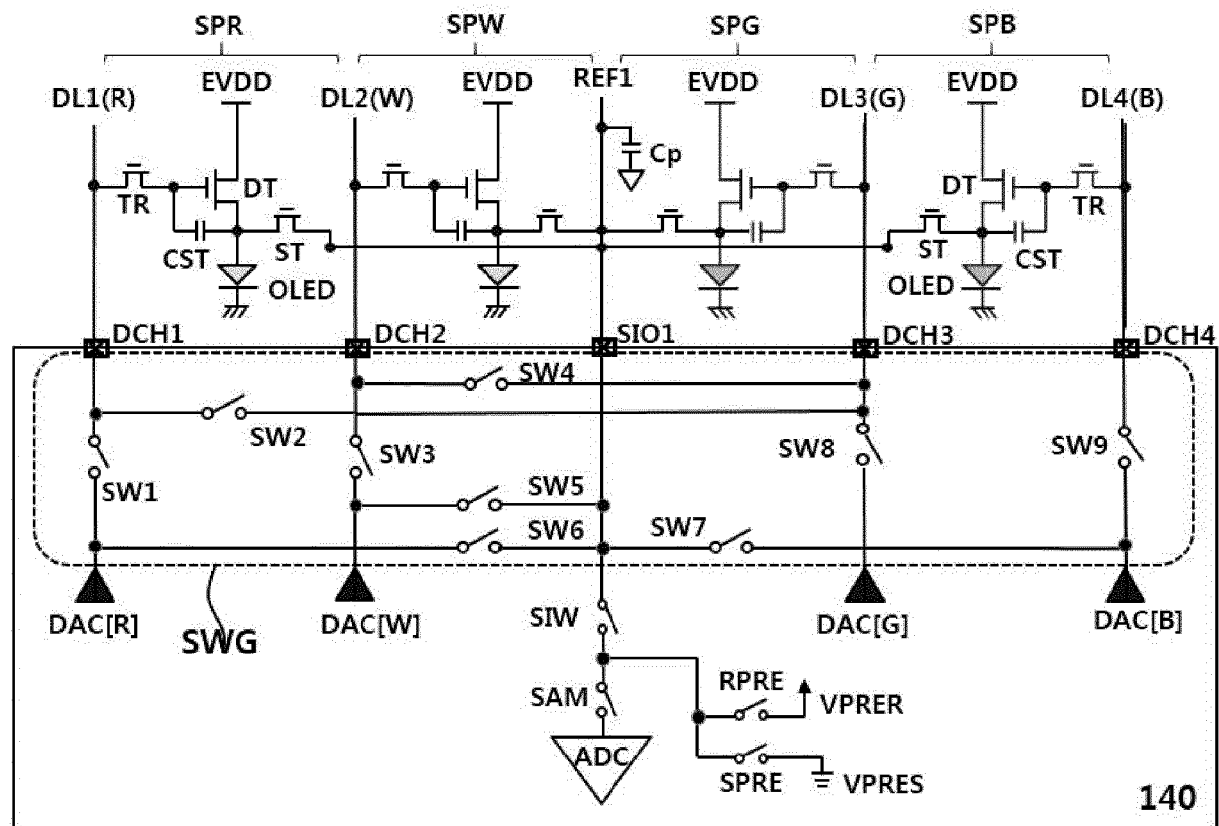 SPR SPW SPG SPB
EVDD EVDD REF1 EVDD EVDD
DL1(R) DL2(W) DL3(G) DL4(B)
Cp
DT DT
TR TR
CST ST ST CST
OLED OLED
DCH1 DCH2 SIO1 DCH3 DCH4
SW4
SW2 SW3 SW8 SW9
SW1 SW5
SW6 SW7
DAC[R] DAC[W] SIW DAC[G] DAC[B]
SWG
SAM RPRE VPRER
ADC
SPRE VPRES
140